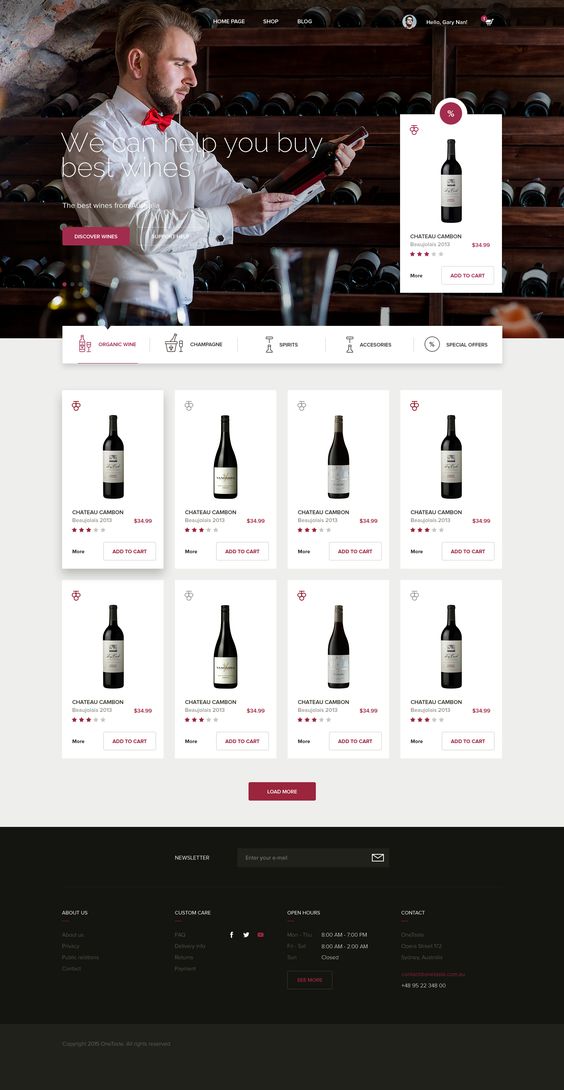 HOME PAGE SHOP BLOG
Hello, Gary Nan!
We can help you buy
best wines
The best wines from Australia
DISCOVER WINES
SUPPORT HELP
%
CHATEAU CAMBON
Beaujolais 2013
$34.99
More
ADD TO CART
ORGANIC WINE
CHAMPAGNE
SPIRITS
ACCESORIES
%
SPECIAL OFFERS
CHATEAU CAMBON
Beaujolais 2013 $34.99
More ADD TO CART
CHATEAU CAMBON
Beaujolais 2013 $34.99
More ADD TO CART
CHATEAU CAMBON
Beaujolais 2013 $34.99
More ADD TO CART
CHATEAU CAMBON
Beaujolais 2013 $34.99
More ADD TO CART
CHATEAU CAMBON
Beaujolais 2013 $34.99
More ADD TO CART
CHATEAU CAMBON
Beaujolais 2013 $34.99
More ADD TO CART
CHATEAU CAMBON
Beaujolais 2013 $34.99
More ADD TO CART
CHATEAU CAMBON
Beaujolais 2013 $34.99
More ADD TO CART
LOAD MORE
NEWSLETTER
Enter your e-mail
ABOUT US
About us
Privacy
Public relations
Contact
CUSTOM CARE
FAQ
Delivery info
Returns
Payment
OPEN HOURS
Mon - Thu 8:00 AM - 7:00 PM
Fri - Sat 8:00 AM - 2:00 AM
Sun Closed
SEE MORE
CONTACT
OneTaste
Opera Street 1/2
Sydney, Australia
contact@onetaste.com.au
+48 95 22 348 00
Copyright 2015 OneTaste. All rights reserved